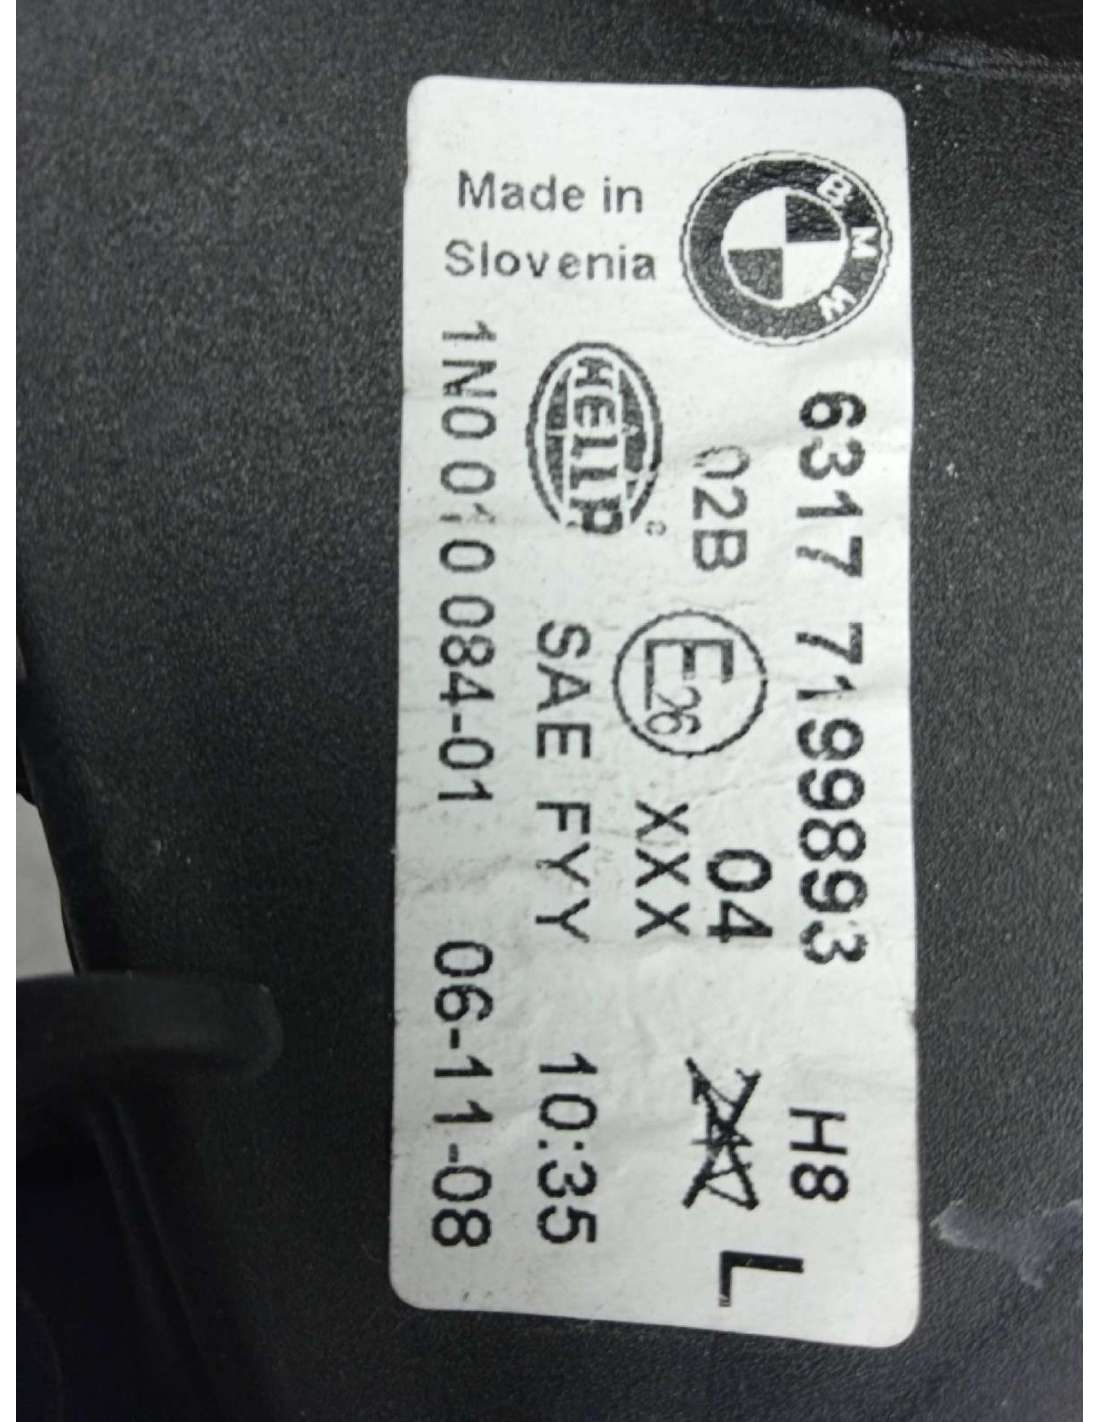 Made in
Slovenia
BMW
6317 7199893 H8 L
02B 04
E26 XXX
HELLA
SAE FYY 10:35
1N0 010 084-01 06-11-08